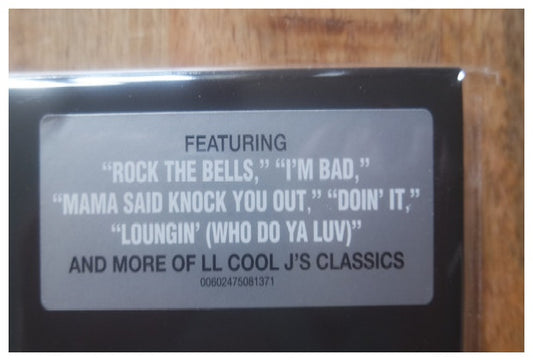 FEATURING
“ROCK THE BELLS,” “I’M BAD,”
“MAMA SAID KNOCK YOU OUT,” “DOIN’ IT,”
“LOUNGIN’ (WHO DO YA LUV)”
AND MORE OF LL COOL J’S CLASSICS
00602475081371